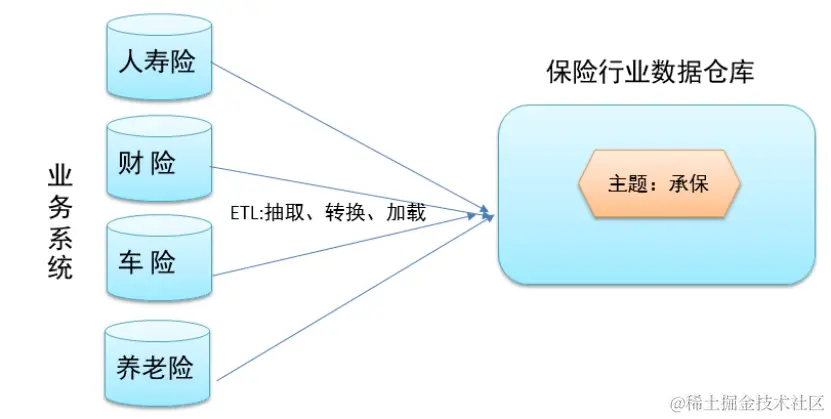 人寿险
保险行业数据仓库
财 险
主题：承保
业务系统
ETL:抽取、转换、加载
车 险
养老险
@稀土掘金技术社区